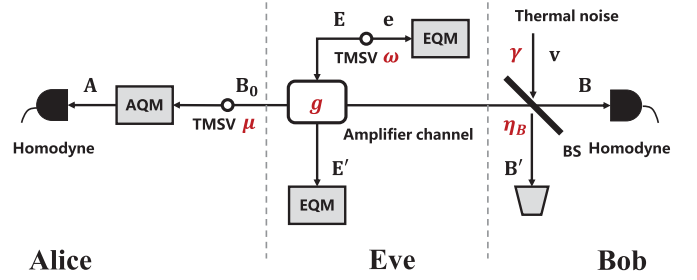 Thermal noise
E e EQM γ v
TMSV ω
A AQM B₀ g B
Homodyne TMSV μ Amplifier channel η_B BS Homodyne
E′ B′
EQM
Alice Eve Bob